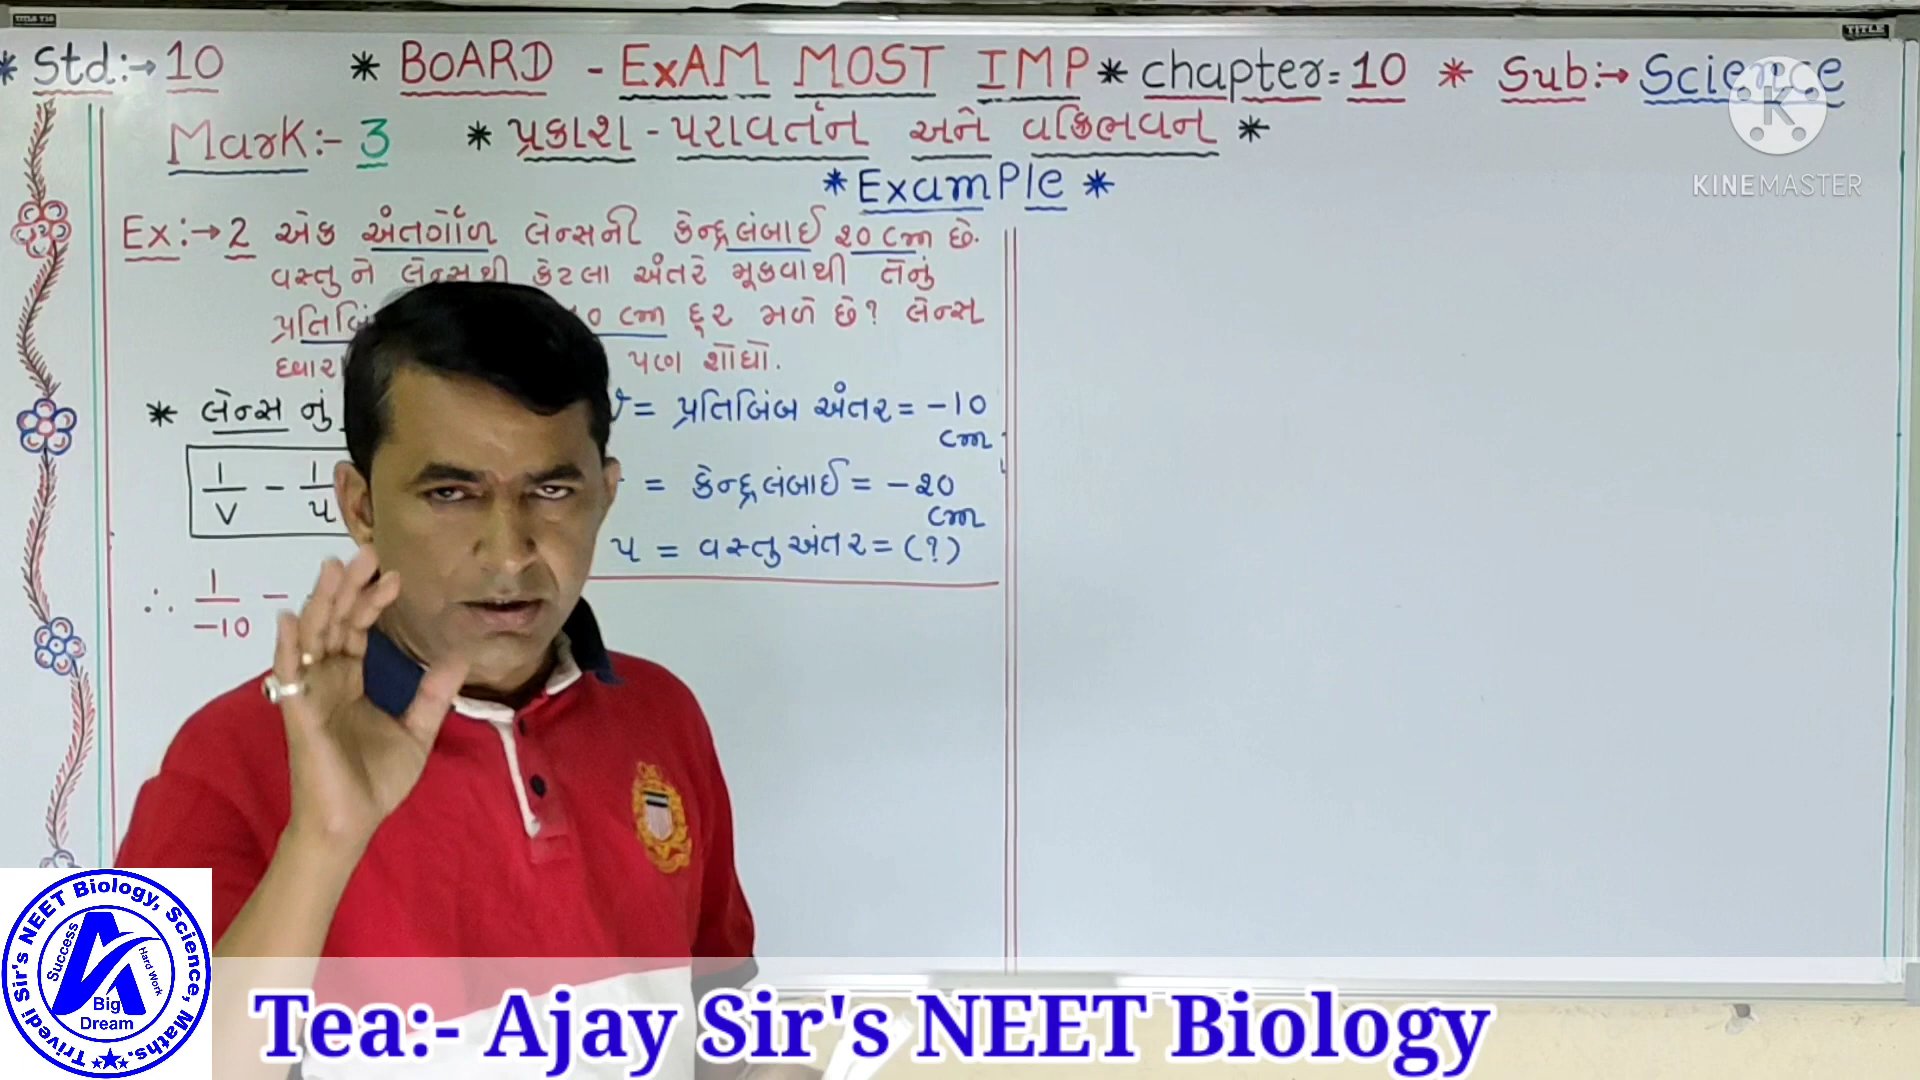 * Std:→ 10 * BoARD - ExAM MOST IMP * chapter = 10 * Sub:→ Science
Mark:- 3 * પ્રકાશ - પરાવર્તન અને વક્રિભવન *
* Example *
Ex:→ 2 એક અંતર્ગોળ લેન્સની કેન્દ્રલંબાઈ 20 cm છે.
વસ્તુને લેન્સથી કેટલા અંતરે મૂકવાથી તેનું
0 cm દૂર મળે છે? લેન્સ
પણ શોધો.
* લેન્સ નું
1/V - 1/u
v = પ્રતિબિંબ અંતર = -10 cm
= કેન્દ્રલંબાઈ = -20 cm
u = વસ્તુઅંતર = (?)
∴ 1/-10 -
K
KINEMASTER
TITLE
Trivedi Sir's NEET Biology, Science, Maths.
Success
Hard Work
Big Dream
Tea:- Ajay Sir's NEET Biology